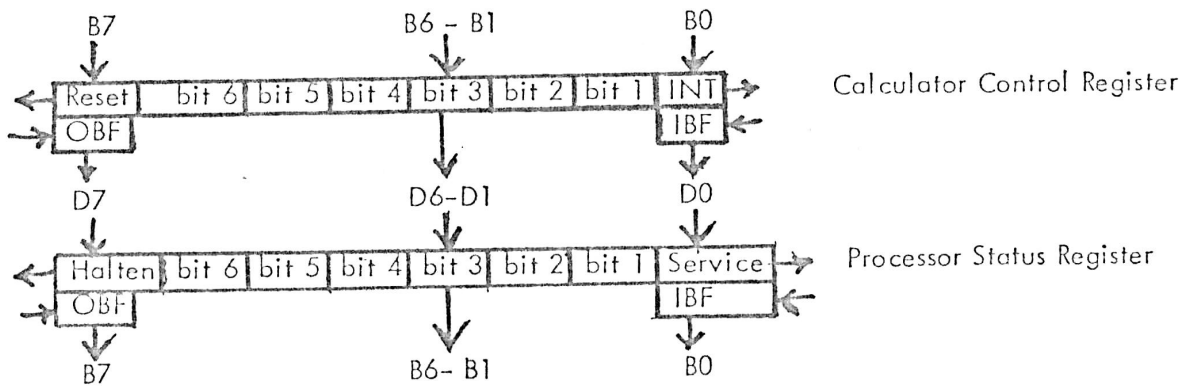 B7 B6 - B1 B0
Reset bit 6 bit 5 bit 4 bit 3 bit 2 bit 1 INT Calculator Control Register
OBF IBF
D7 D6-D1 D0
Halten bit 6 bit 5 bit 4 bit 3 bit 2 bit 1 Service Processor Status Register
OBF IBF
B7 B6- B1 B0